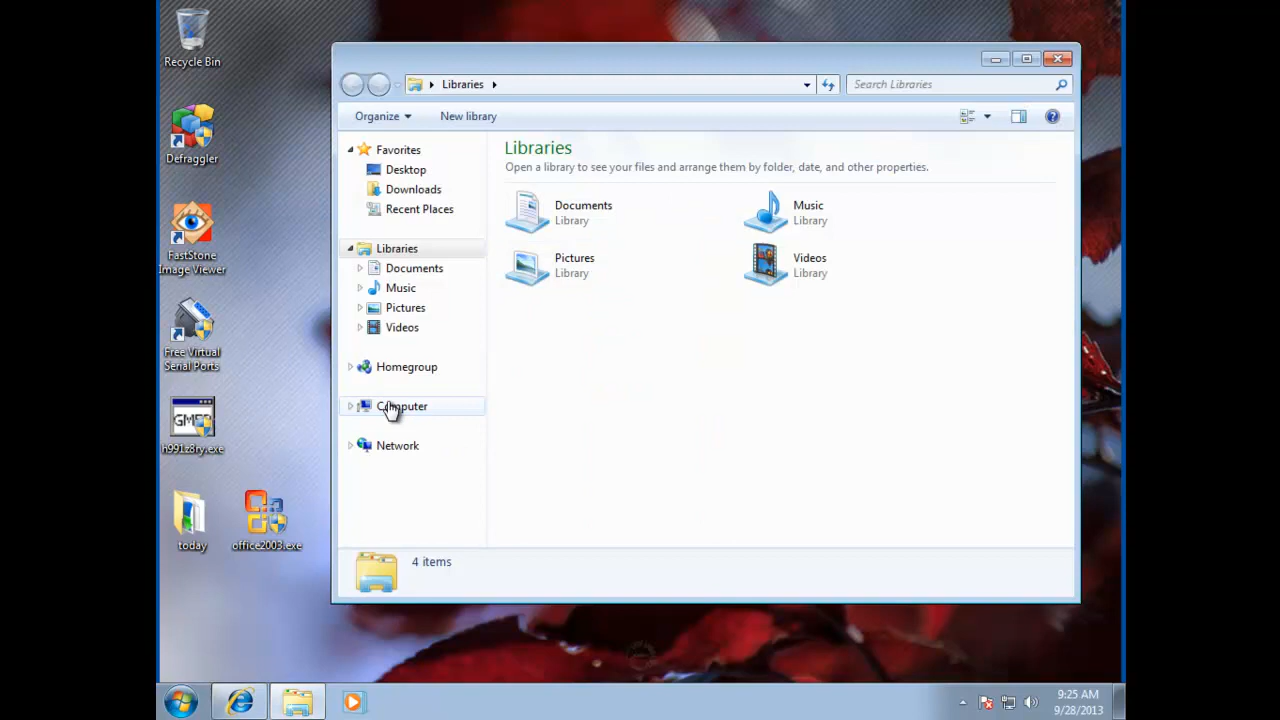 Recycle Bin
Defraggler
FastStone
Image Viewer
Free Virtual
Serial Ports
GMER
h991z8ry.exe
today
office2003.exe
Libraries
Search Libraries
Organize
New library
Favorites
Desktop
Downloads
Recent Places
Libraries
Documents
Music
Pictures
Videos
Homegroup
Computer
Network
Libraries
Open a library to see your files and arrange them by folder, date, and other properties.
Documents
Library
Music
Library
Pictures
Library
Videos
Library
4 items
9:25 AM
9/28/2013